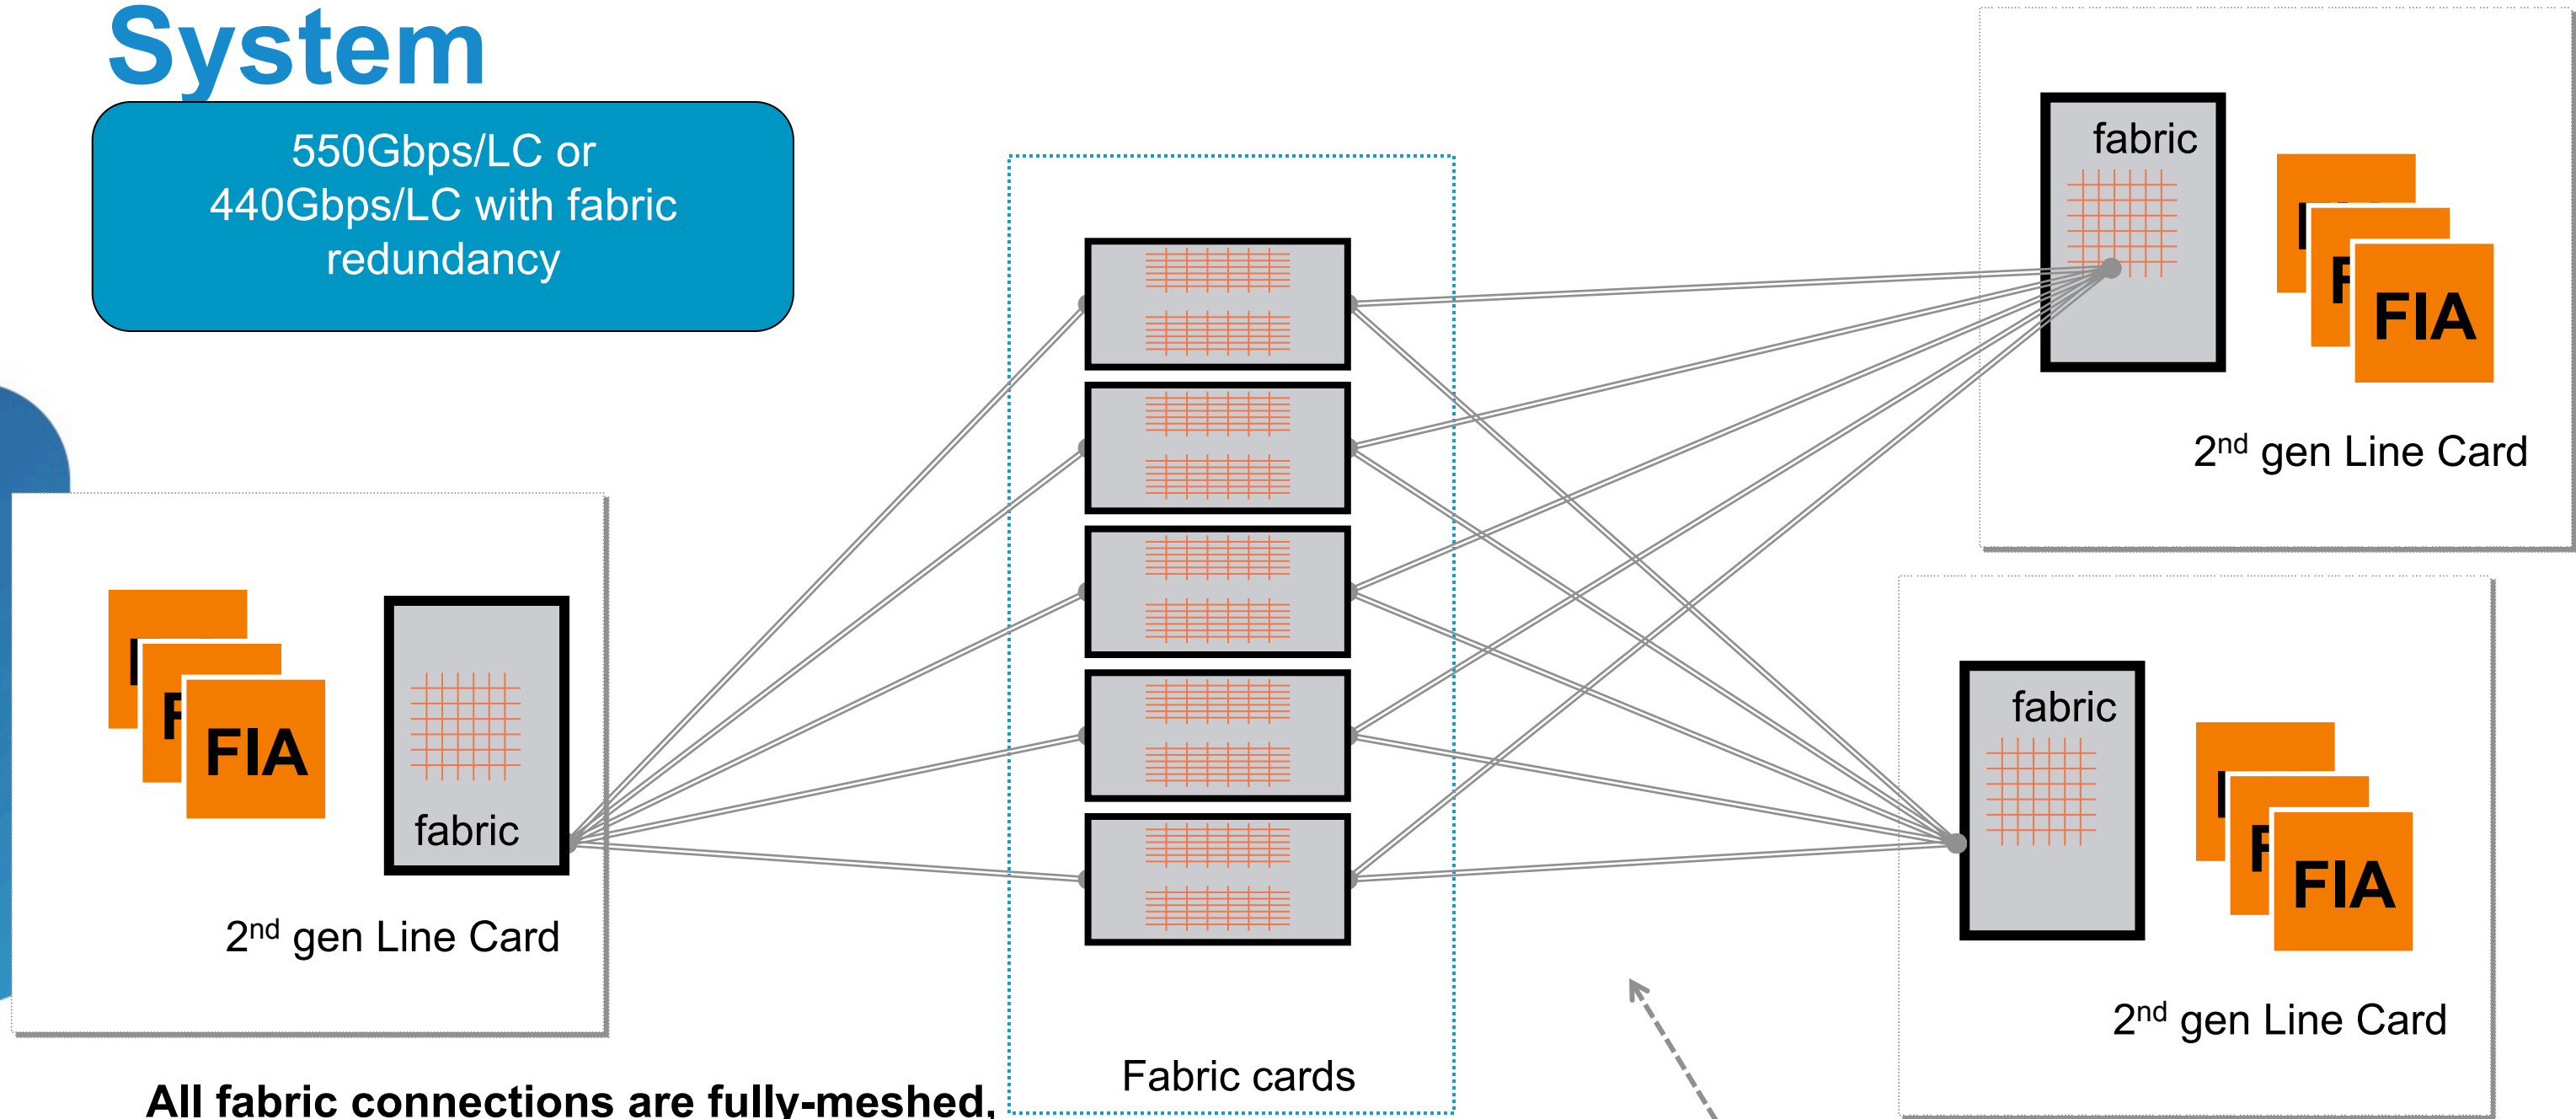 System
550Gbps/LC or
440Gbps/LC with fabric
redundancy
fabric
FIA
2nd gen Line Card
FIA
fabric
2nd gen Line Card
fabric
FIA
2nd gen Line Card
Fabric cards
All fabric connections are fully-meshed,